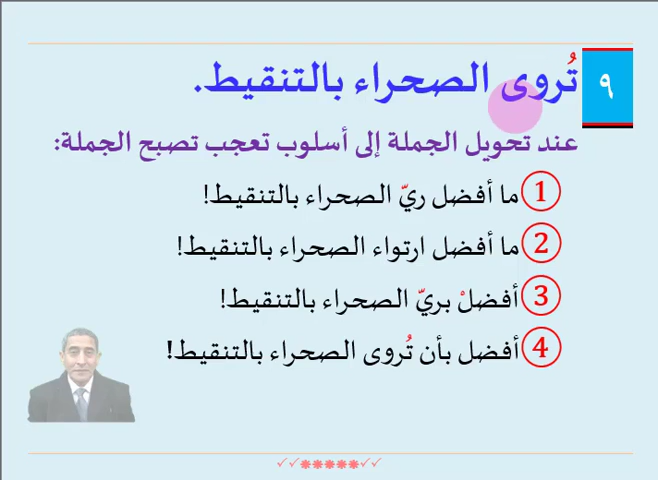 ٩
تُروى الصحراء بالتنقيط.
عند تحويل الجملة إلى أسلوب تعجب تصبح الجملة:
1 ما أفضل ريّ الصحراء بالتنقيط!
2 ما أفضل ارتواء الصحراء بالتنقيط!
3 أفضلْ بريّ الصحراء بالتنقيط!
4 أفضل بأن تُروى الصحراء بالتنقيط!